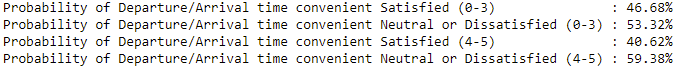 Probability of Departure/Arrival time convenient Satisfied (0-3) : 46.68%
Probability of Departure/Arrival time convenient Neutral or Dissatisfied (0-3) : 53.32%
Probability of Departure/Arrival time convenient Satisfied (4-5) : 40.62%
Probability of Departure/Arrival time convenient Neutral or Dissatisfied (4-5) : 59.38%